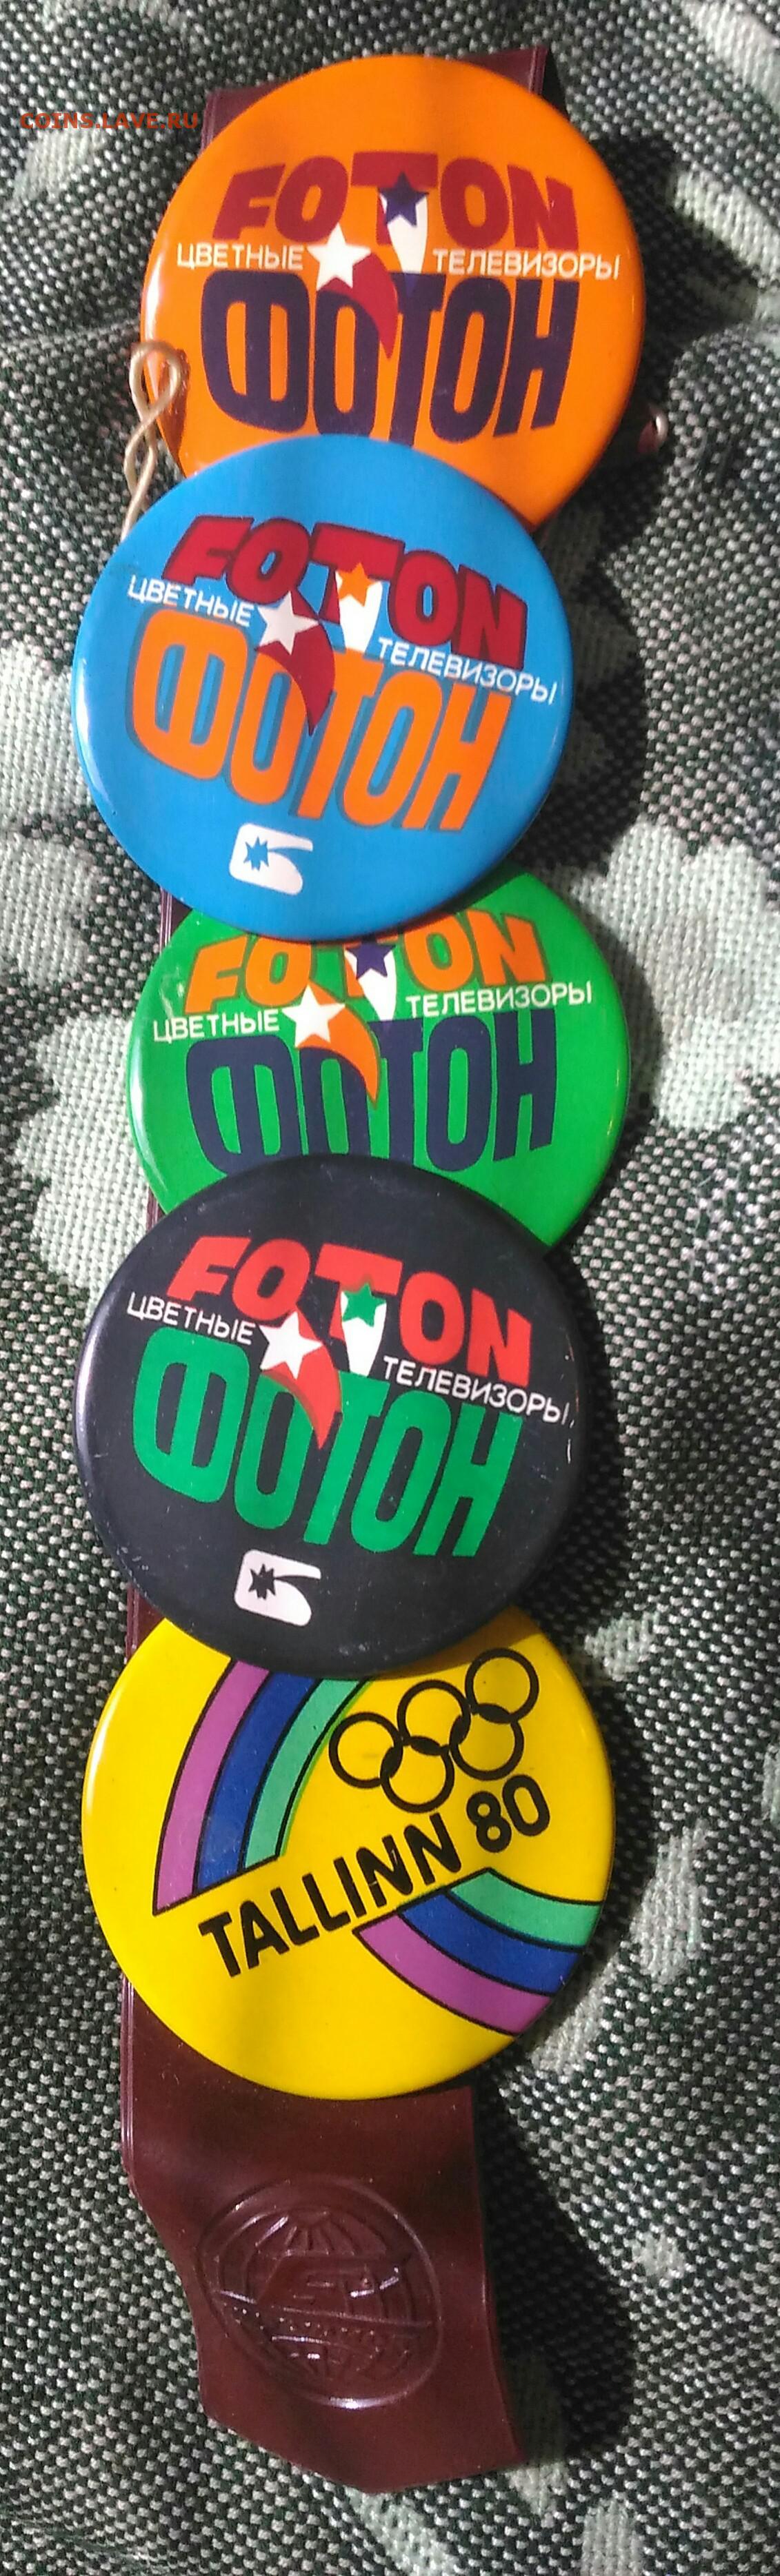 COINS.LAVE.RU
FOTON
ЦВЕТНЫЕ ТЕЛЕВИЗОРЫ
ФОТОН
FOTON
ЦВЕТНЫЕ ТЕЛЕВИЗОРЫ
ФОТОН
FOTON
ЦВЕТНЫЕ ТЕЛЕВИЗОРЫ
ФОТОН
FOTON
ЦВЕТНЫЕ ТЕЛЕВИЗОРЫ
ФОТОН
TALLINN 80